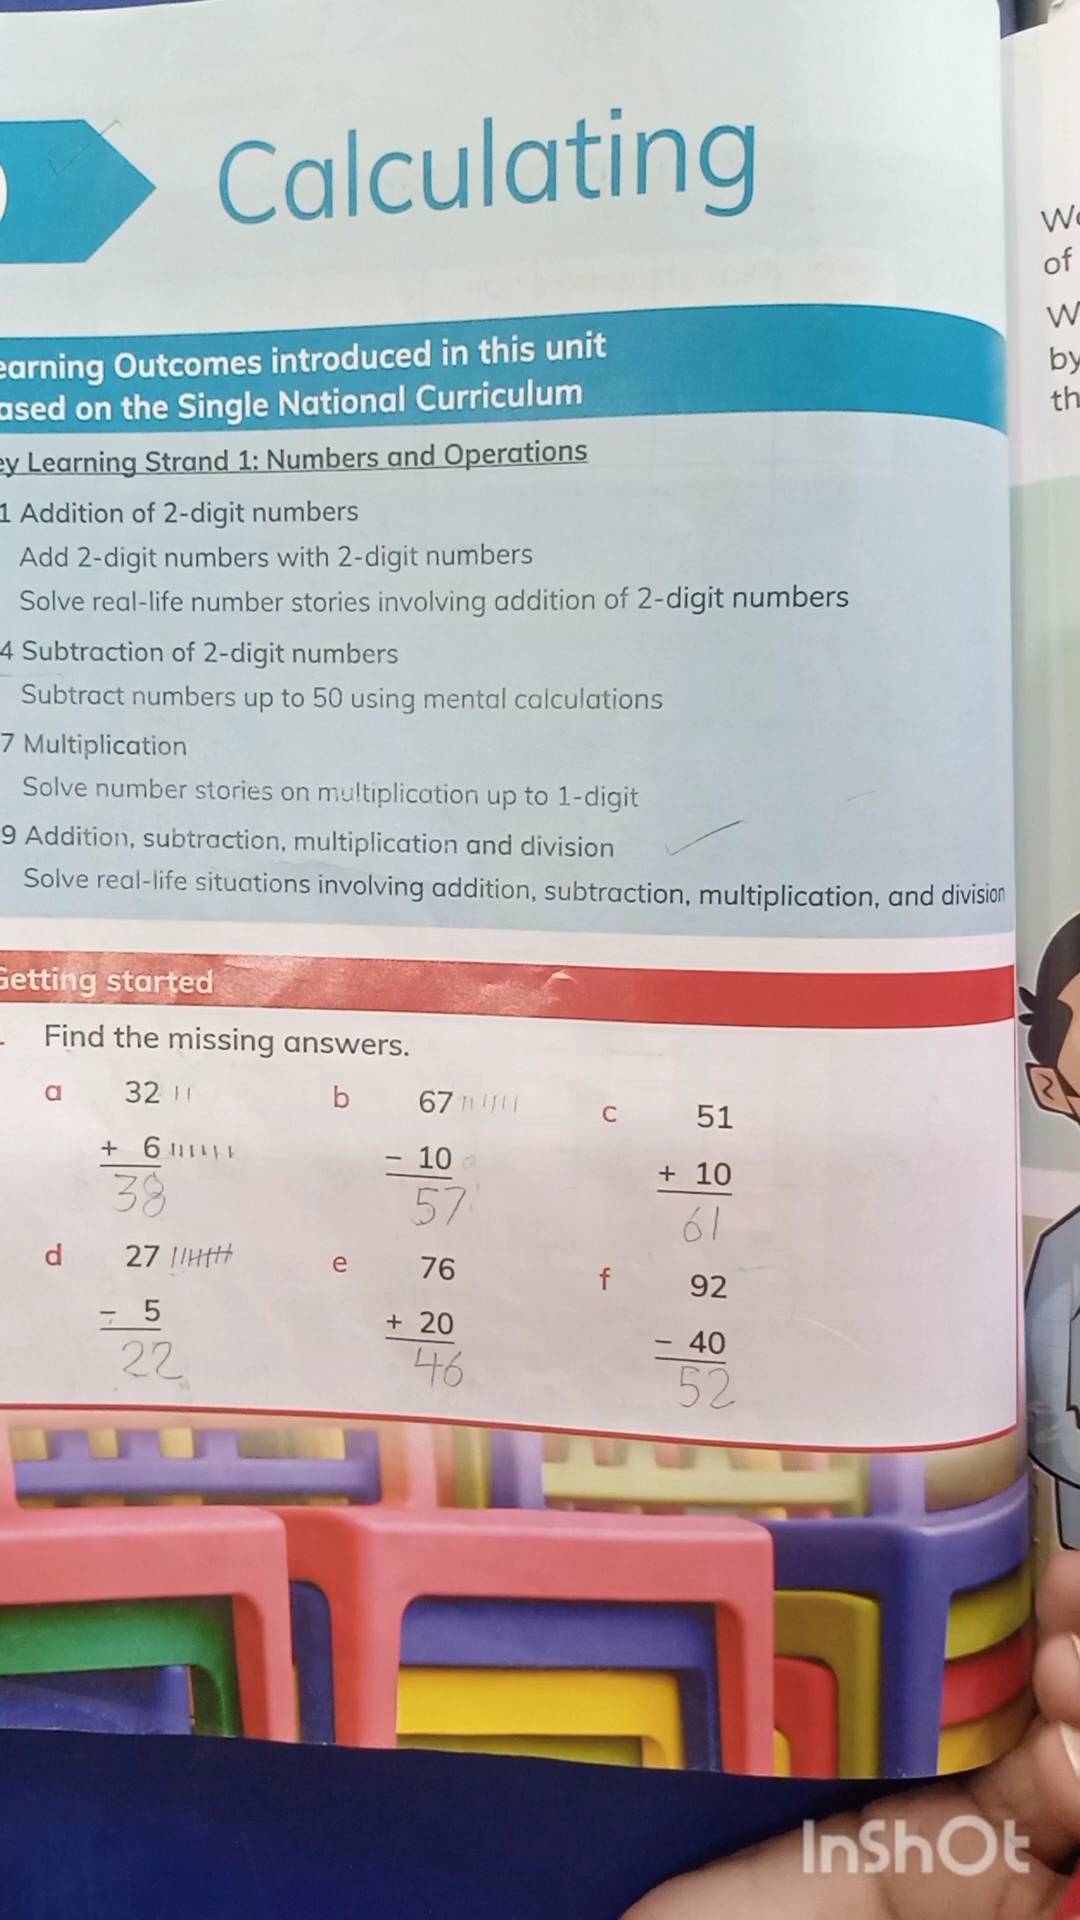 Calculating
earning Outcomes introduced in this unit
ased on the Single National Curriculum
ey Learning Strand 1: Numbers and Operations
1 Addition of 2-digit numbers
Add 2-digit numbers with 2-digit numbers
Solve real-life number stories involving addition of 2-digit numbers
4 Subtraction of 2-digit numbers
Subtract numbers up to 50 using mental calculations
7 Multiplication
Solve number stories on multiplication up to 1-digit
9 Addition, subtraction, multiplication and division
Solve real-life situations involving addition, subtraction, multiplication, and division
Getting started
Find the missing answers.
a 32 b 67 c 51
+ 6 - 10 + 10
38 57 61
d 27 e 76 f 92
- 5 + 20 - 40
22 46 52
of
by
InShOt